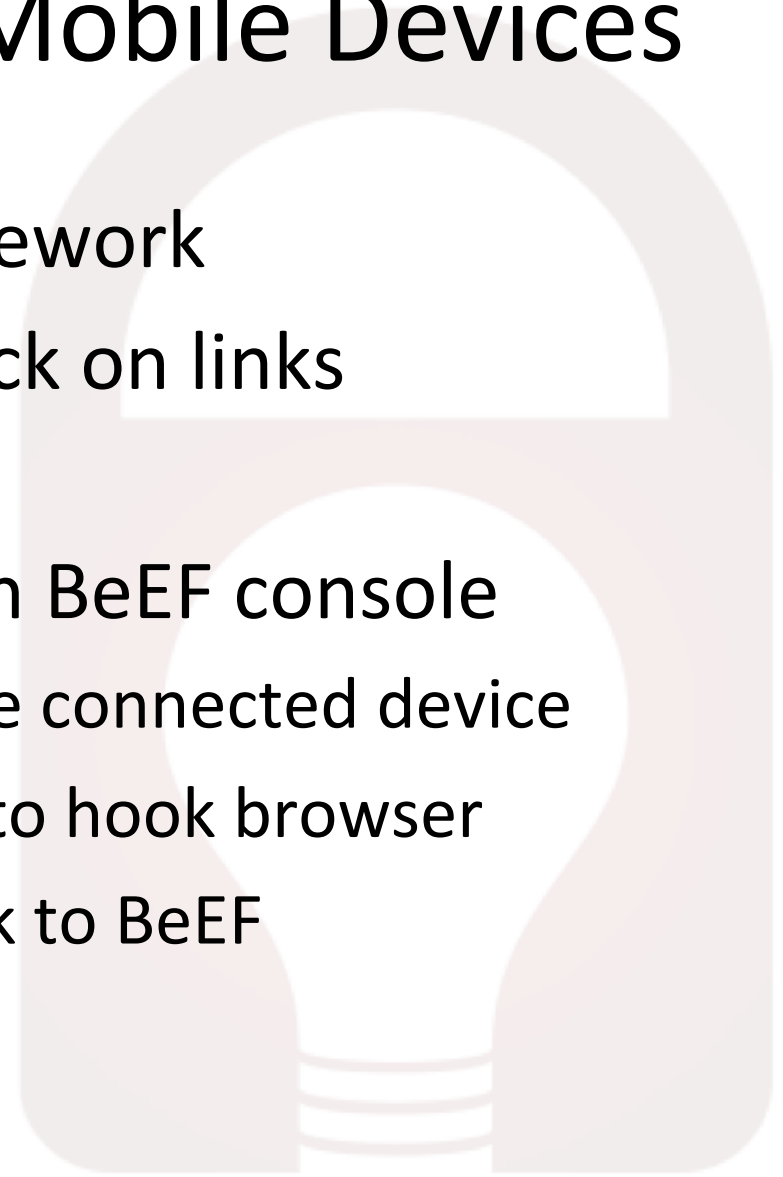 Mobile Devices
ework
ck on links
n BeEF console
e connected device
to hook browser
k to BeEF